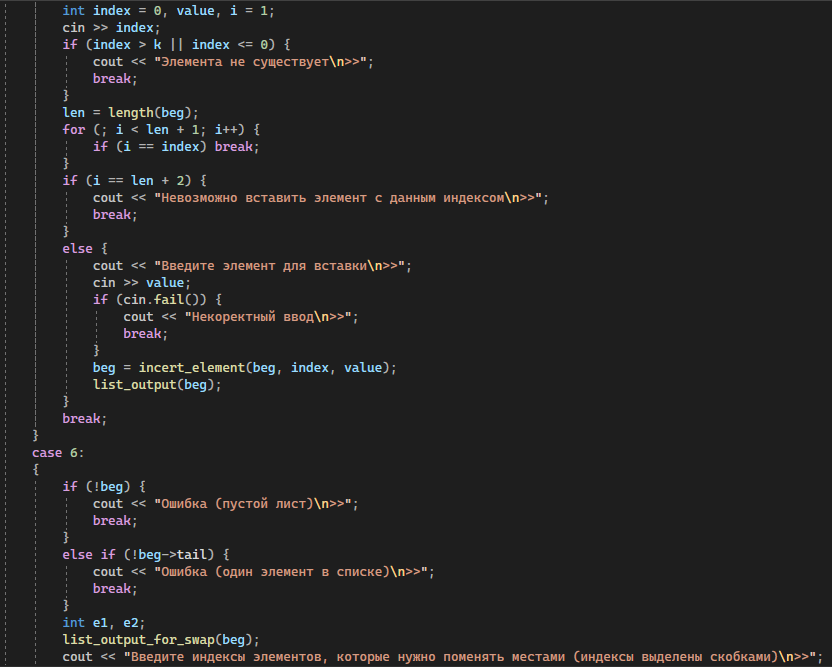 int index = 0, value, i = 1;
cin >> index;
if (index > k || index <= 0) {
cout << "Элемента не существует\n>>";
break;
}
len = length(beg);
for (; i < len + 1; i++) {
if (i == index) break;
}
if (i == len + 2) {
cout << "Невозможно вставить элемент с данным индексом\n>>";
break;
}
else {
cout << "Введите элемент для вставки\n>>";
cin >> value;
if (cin.fail()) {
cout << "Некоректный ввод\n>>";
break;
}
beg = incert_element(beg, index, value);
list_output(beg);
}
break;
}
case 6:
{
if (!beg) {
cout << "Ошибка (пустой лист)\n>>";
break;
}
else if (!beg->tail) {
cout << "Ошибка (один элемент в списке)\n>>";
break;
}
int e1, e2;
list_output_for_swap(beg);
cout << "Введите индексы элементов, которые нужно поменять местами (индексы выделены скобками)\n>>";